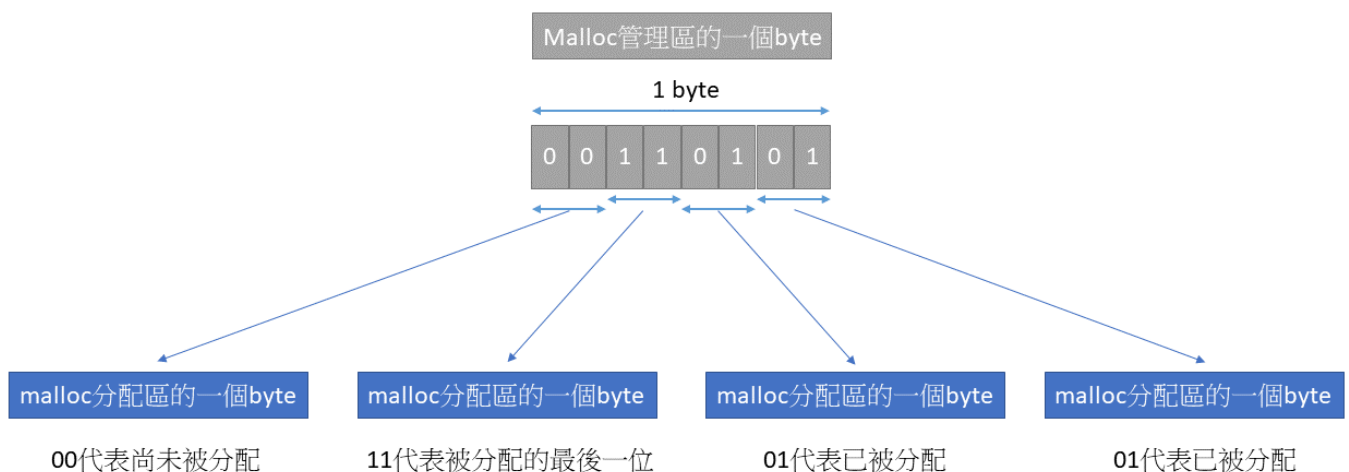 Malloc管理區的一個byte
1 byte
0 0 1 1 0 1 0 1
malloc分配區的一個byte malloc分配區的一個byte malloc分配區的一個byte malloc分配區的一個byte
00代表尚未被分配 11代表被分配的最後一位 01代表已被分配 01代表已被分配